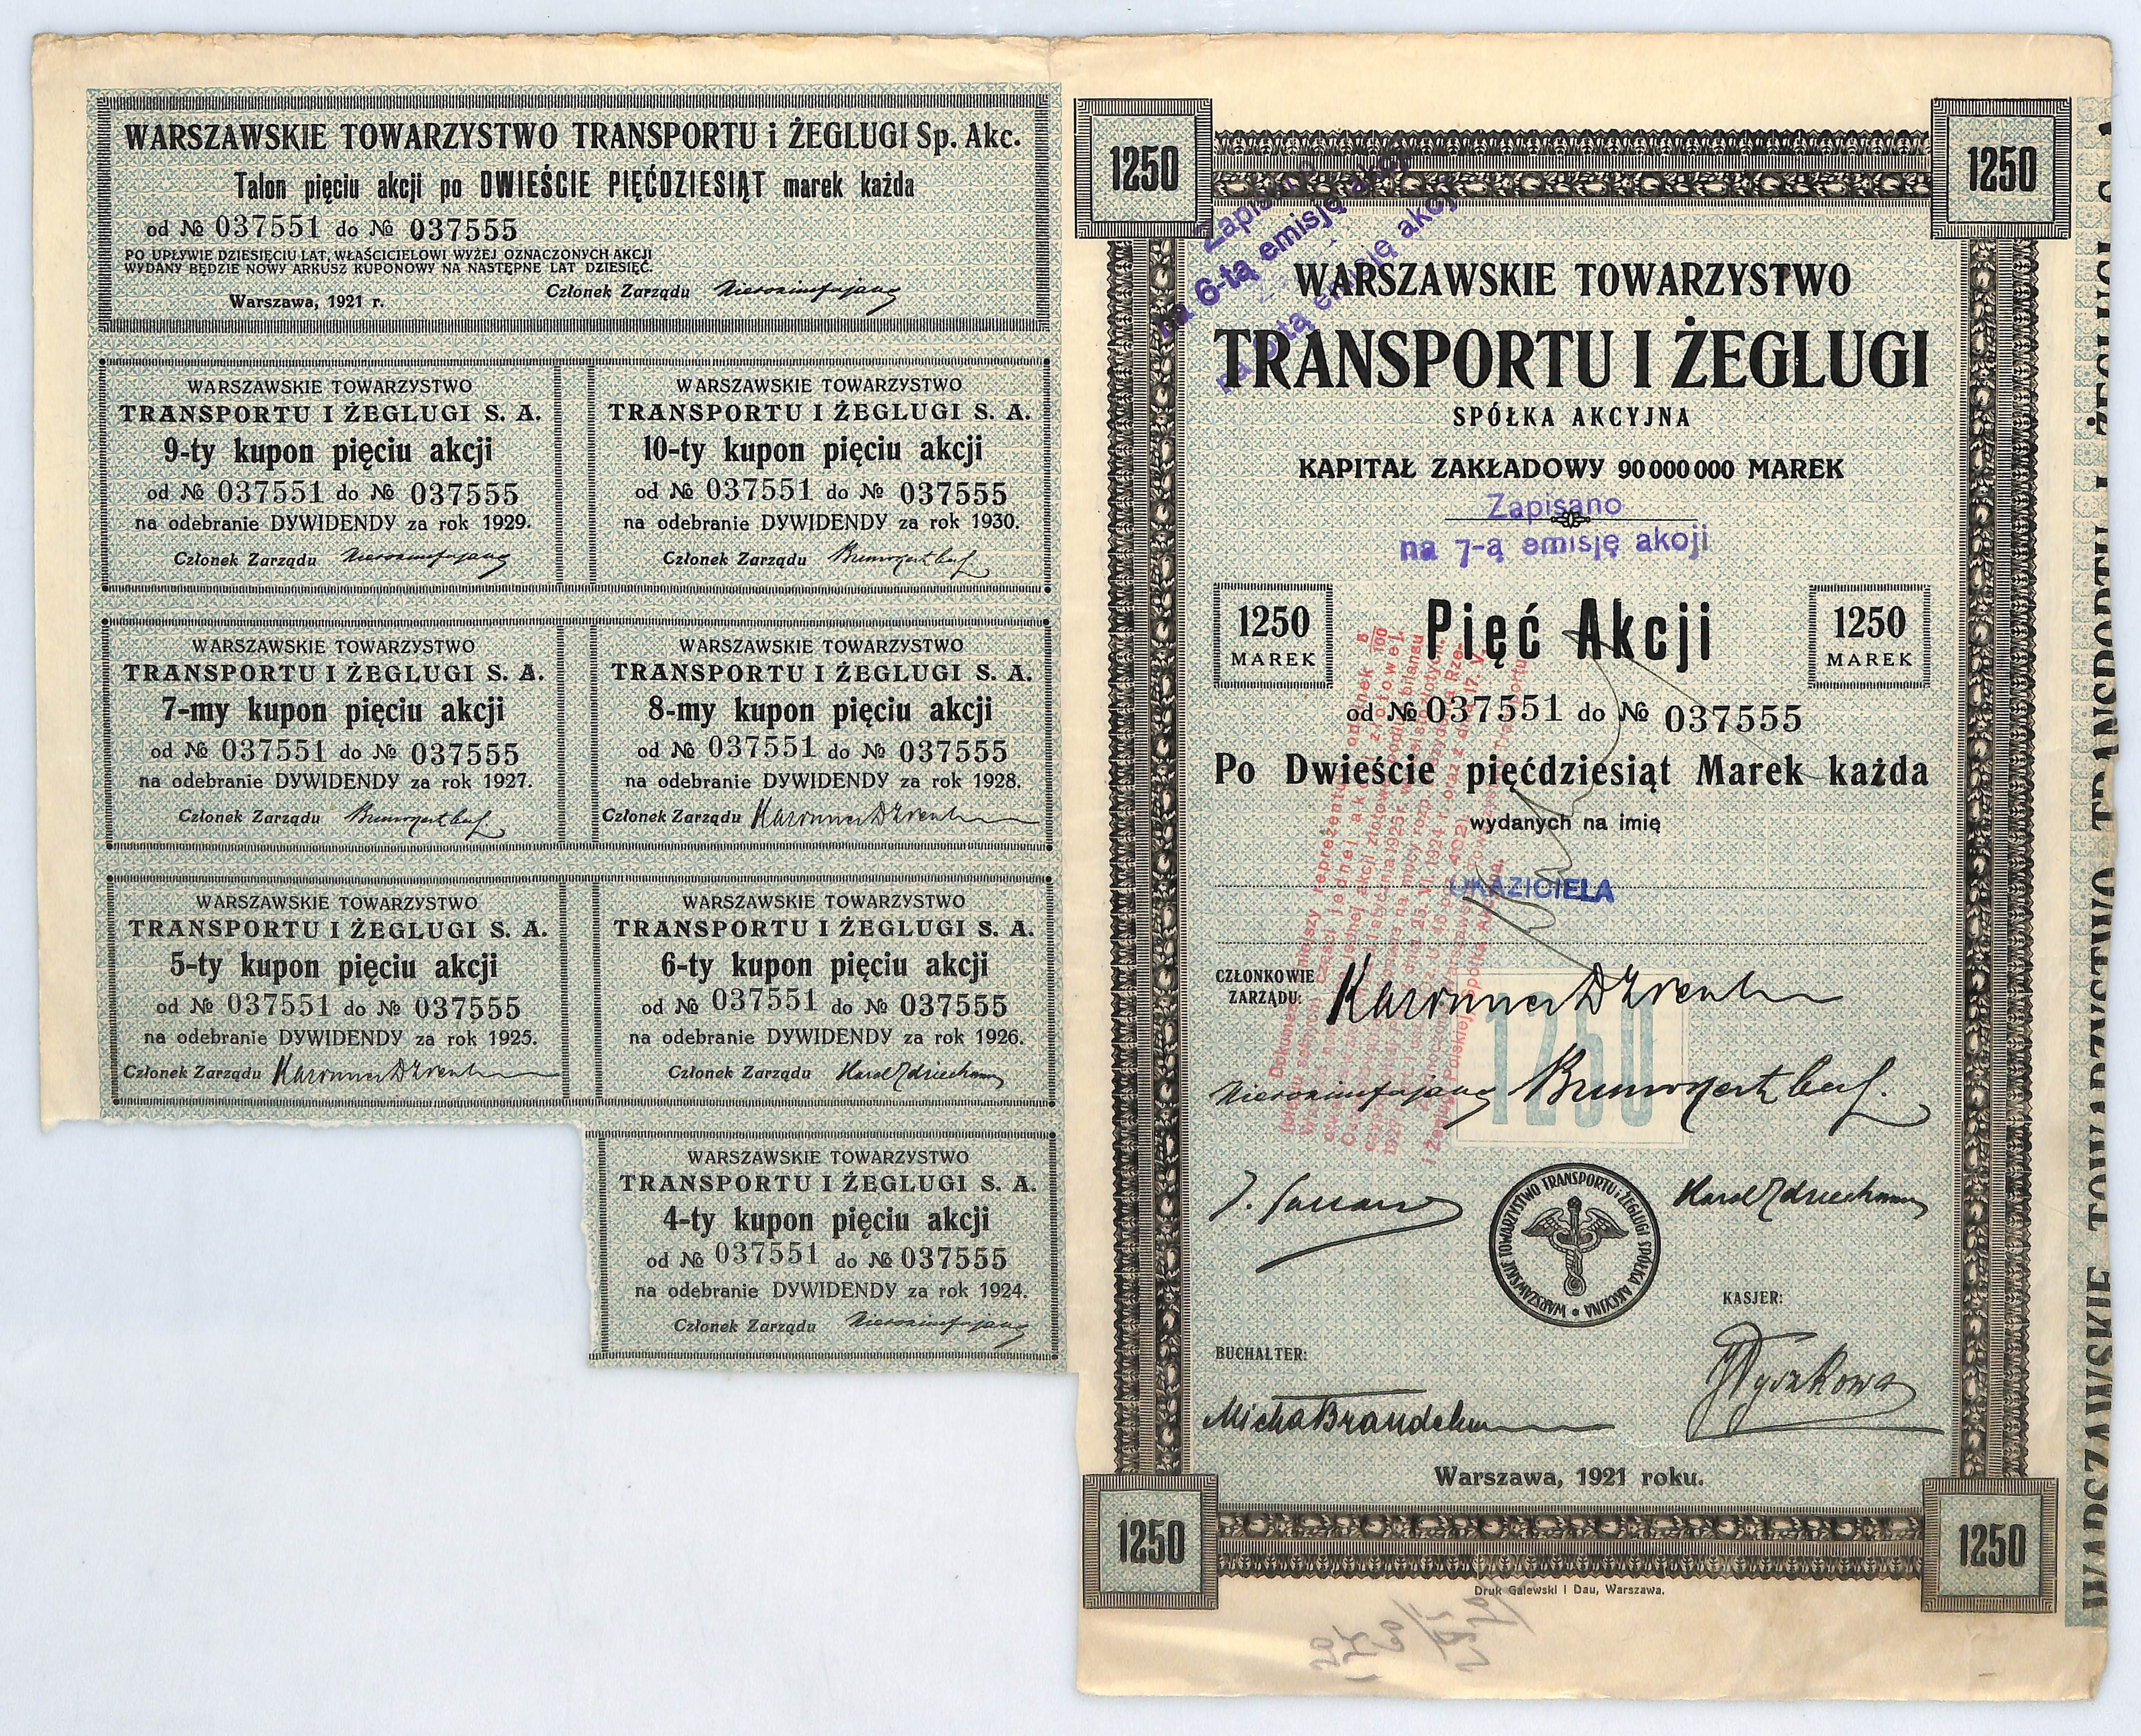 WARSZAWSKIE TOWARZYSTWO TRANSPORTU i ŻEGLUGI Sp. Akc.
Talon pięciu akcji po DWIEŚCIE PIĘĆDZIESIĄT marek każda
od № 037551 do № 037555
PO UPŁYWIE DZIESIĘCIU LAT, WŁAŚCICIELOWI WYŻEJ OZNACZONYCH AKCJI
WYDANY BĘDZIE NOWY ARKUSZ KUPONOWY NA NASTĘPNE LAT DZIESIĘĆ.
Członek Zarządu
Warszawa, 1921 r.
WARSZAWSKIE TOWARZYSTWO
TRANSPORTU I ŻEGLUGI S. A.
9-ty kupon pięciu akcji
od № 037551 do № 037555
na odebranie DYWIDENDY za rok 1929.
Członek Zarządu
WARSZAWSKIE TOWARZYSTWO
TRANSPORTU I ŻEGLUGI S. A.
10-ty kupon pięciu akcji
od № 037551 do № 037555
na odebranie DYWIDENDY za rok 1930.
Członek Zarządu
WARSZAWSKIE TOWARZYSTWO
TRANSPORTU I ŻEGLUGI S. A.
7-my kupon pięciu akcji
od № 037551 do № 037555
na odebranie DYWIDENDY za rok 1927.
Członek Zarządu
WARSZAWSKIE TOWARZYSTWO
TRANSPORTU I ŻEGLUGI S. A.
8-my kupon pięciu akcji
od № 037551 do № 037555
na odebranie DYWIDENDY za rok 1928.
Członek Zarządu
WARSZAWSKIE TOWARZYSTWO
TRANSPORTU I ŻEGLUGI S. A.
5-ty kupon pięciu akcji
od № 037551 do № 037555
na odebranie DYWIDENDY za rok 1925.
Członek Zarządu
WARSZAWSKIE TOWARZYSTWO
TRANSPORTU I ŻEGLUGI S. A.
6-ty kupon pięciu akcji
od № 037551 do № 037555
na odebranie DYWIDENDY za rok 1926.
Członek Zarządu
WARSZAWSKIE TOWARZYSTWO
TRANSPORTU I ŻEGLUGI S. A.
4-ty kupon pięciu akcji
od № 037551 do № 037555
na odebranie DYWIDENDY za rok 1924.
Członek Zarządu
1250
1250
Zapisano
na 6-tą emisję akcji
emisję akcji
WARSZAWSKIE TOWARZYSTWO
TRANSPORTU I ŻEGLUGI
SPÓŁKA AKCYJNA
KAPITAŁ ZAKŁADOWY 90 000 000 MAREK
Zapisano
na 7-ą emisję akcji
1250
MAREK
Pięć Akcji
1250
MAREK
od № 037551 do № 037555
Po Dwieście pięćdziesiąt Marek każda
wydanych na imię
OKAZICIELA
CZŁONKOWIE
ZARZĄDU:
1250
Karol
WARSZAWSKIE TOWARZYSTWO TRANSPORTU i ŻEGLUGI SPÓŁKA AKCYJNA
KASJER:
BUCHALTER:
Warszawa, 1921 roku.
1250
1250
Druk Galewski i Dau, Warszawa.
WARSZAWSKIE TOWARZYSTWO TRANSPORTU I ŻEGLUGI